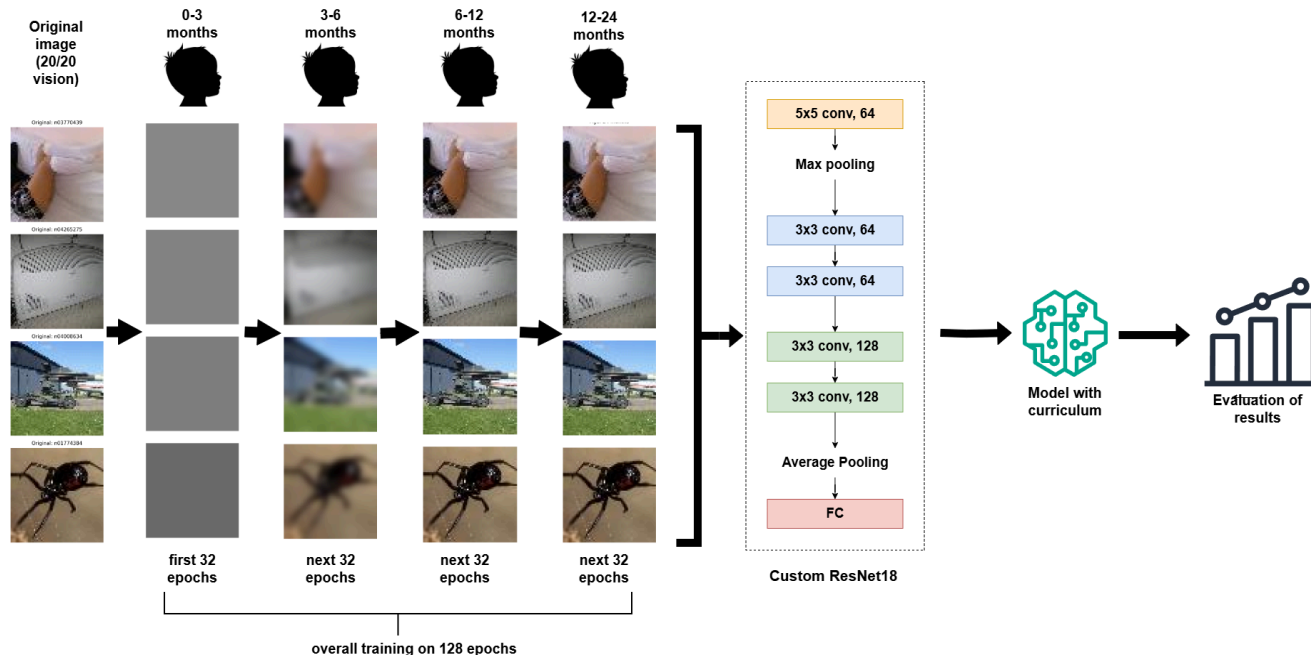 Original
image
(20/20
vision)
0-3
months
3-6
months
6-12
months
12-24
months
Original: n03770439
Original: n04265275
Original: n04008634
Original: n01774384
first 32
epochs
next 32
epochs
next 32
epochs
next 32
epochs
overall training on 128 epochs
5x5 conv, 64
Max pooling
3x3 conv, 64
3x3 conv, 64
3x3 conv, 128
3x3 conv, 128
Average Pooling
FC
Custom ResNet18
Model with
curriculum
Evaluation of
results